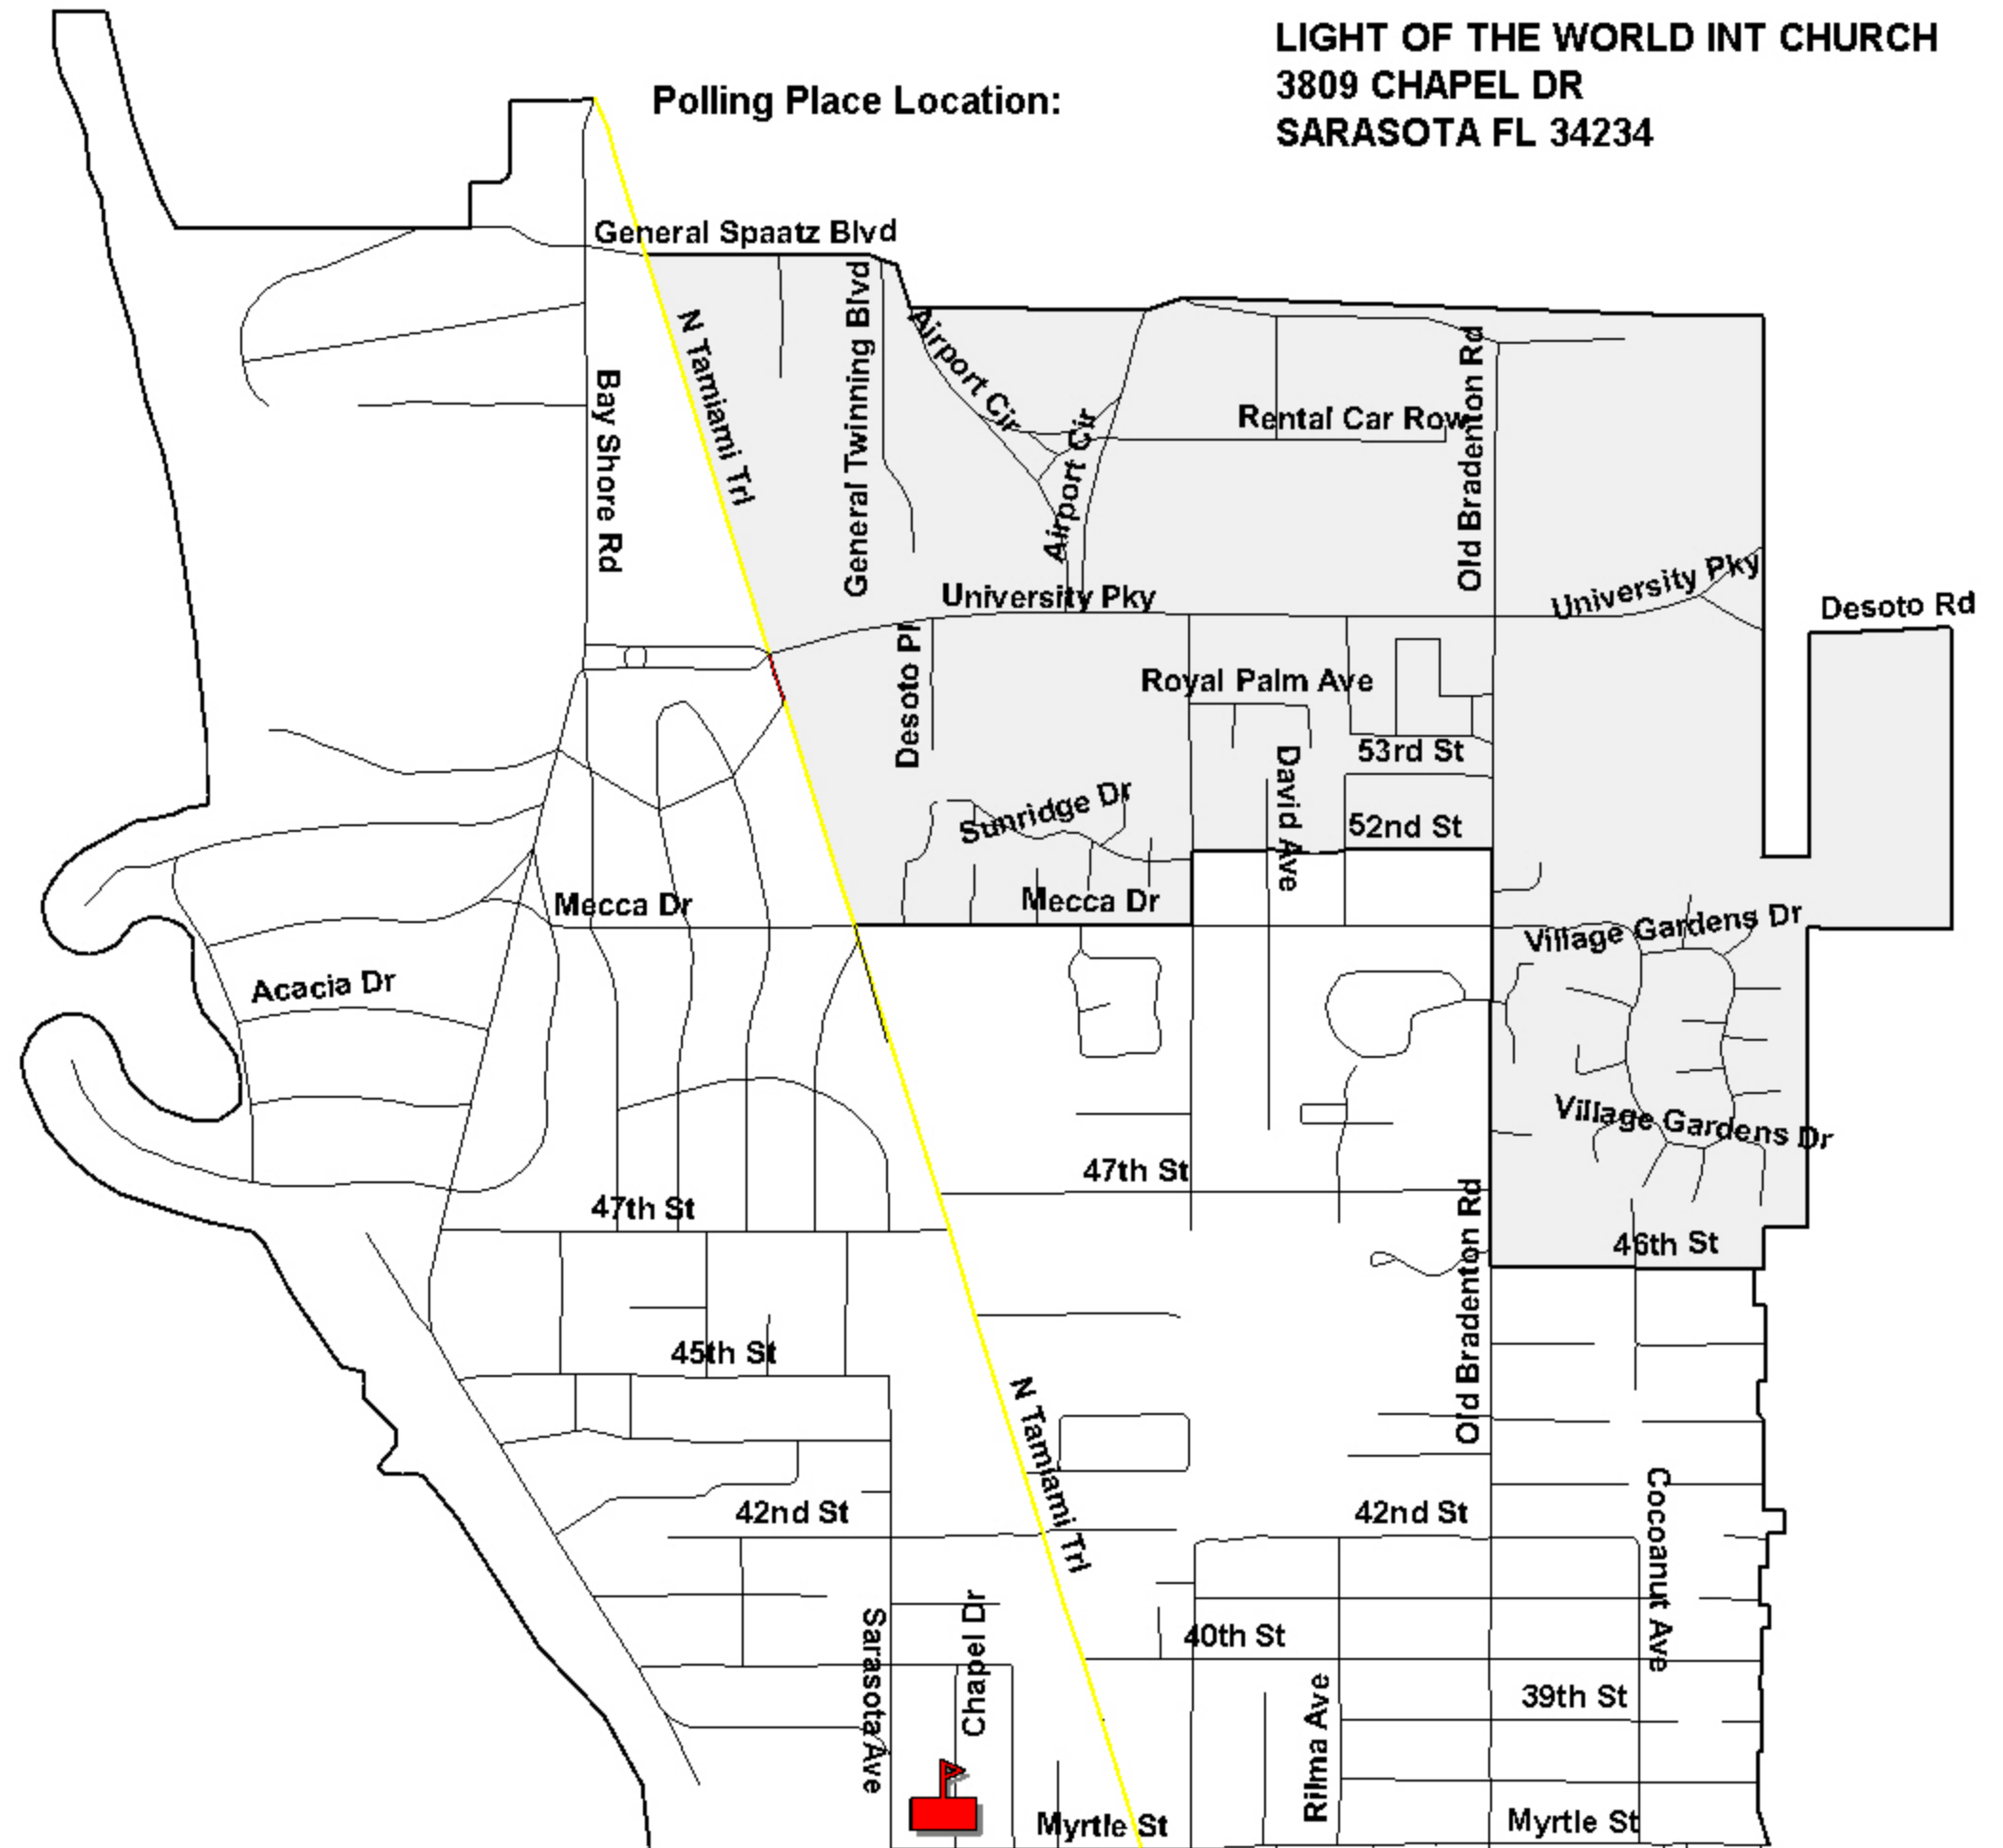 LIGHT OF THE WORLD INT CHURCH
Polling Place Location:
3809 CHAPEL DR
SARASOTA FL 34234
General Spaatz Blvd
N Tamiami Trl
General Twinning Blvd
Airport Cir
Old Bradenton Rd
Bay Shore Rd
Rental Car Row
Airport Cir
University Pky
University Pky
Desoto Rd
Desoto Pl
Royal Palm Ave
53rd St
David Ave
Sunridge Dr
52nd St
Mecca Dr
Mecca Dr
Village Gardens Dr
Acacia Dr
Village Gardens Dr
47th St
47th St
Old Bradenton Rd
46th St
45th St
N Tamiami Trl
42nd St
42nd St
Cocoanut Ave
Sarasota Ave
Chapel Dr
40th St
Rilma Ave
39th St
Myrtle St
Myrtle St